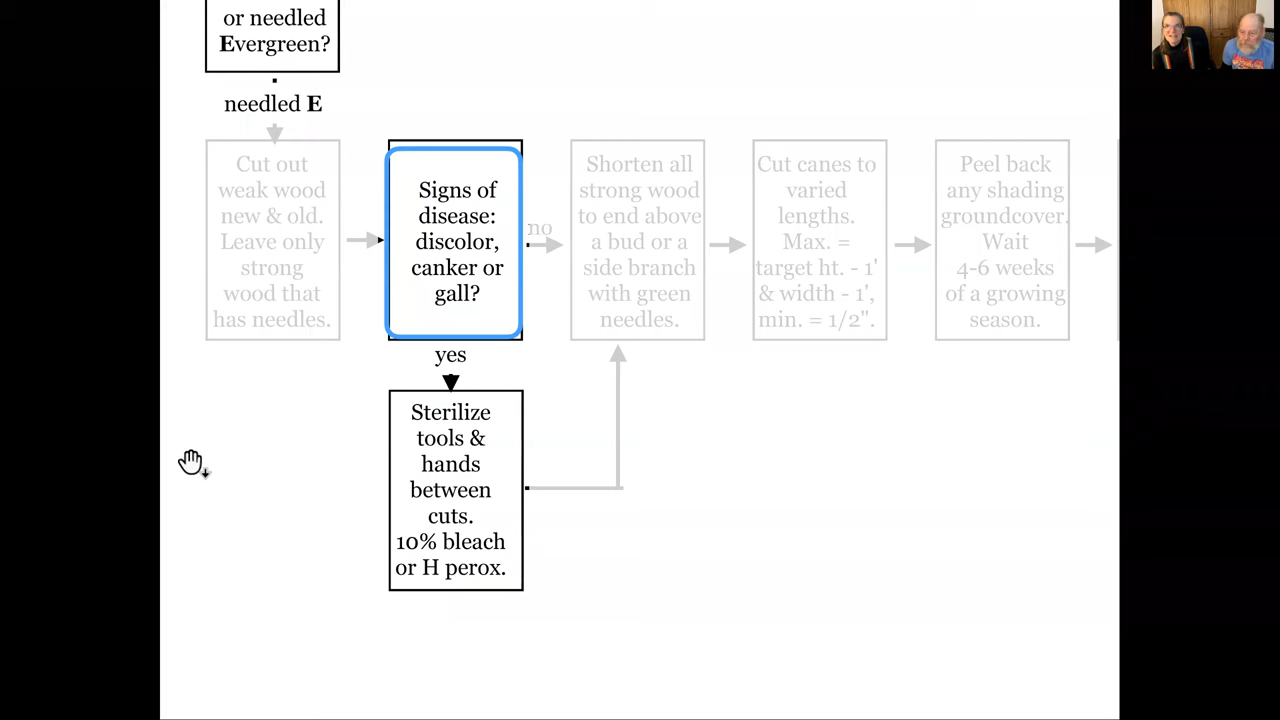 or needled
Evergreen?
needled E
Cut out
weak wood
new & old.
Leave only
strong
wood that
has needles.
Signs of
disease:
discolor,
canker or
gall?
no
Shorten all
strong wood
to end above
a bud or a
side branch
with green
needles.
Cut canes to
varied
lengths.
Max. =
target ht. - 1'
& width - 1',
min. = 1/2".
Peel back
any shading
groundcover.
Wait
4-6 weeks
of a growing
season.
yes
Sterilize
tools &
hands
between
cuts.
10% bleach
or H perox.